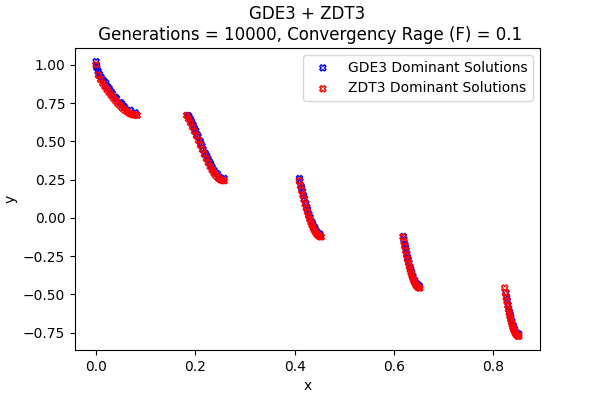 GDE3 + ZDT3
Generations = 10000, Convergency Rage (F) = 0.1
GDE3 Dominant Solutions
ZDT3 Dominant Solutions
1.00
0.75
0.50
0.25
0.00
−0.25
−0.50
−0.75
y
0.0 0.2 0.4 0.6 0.8
x